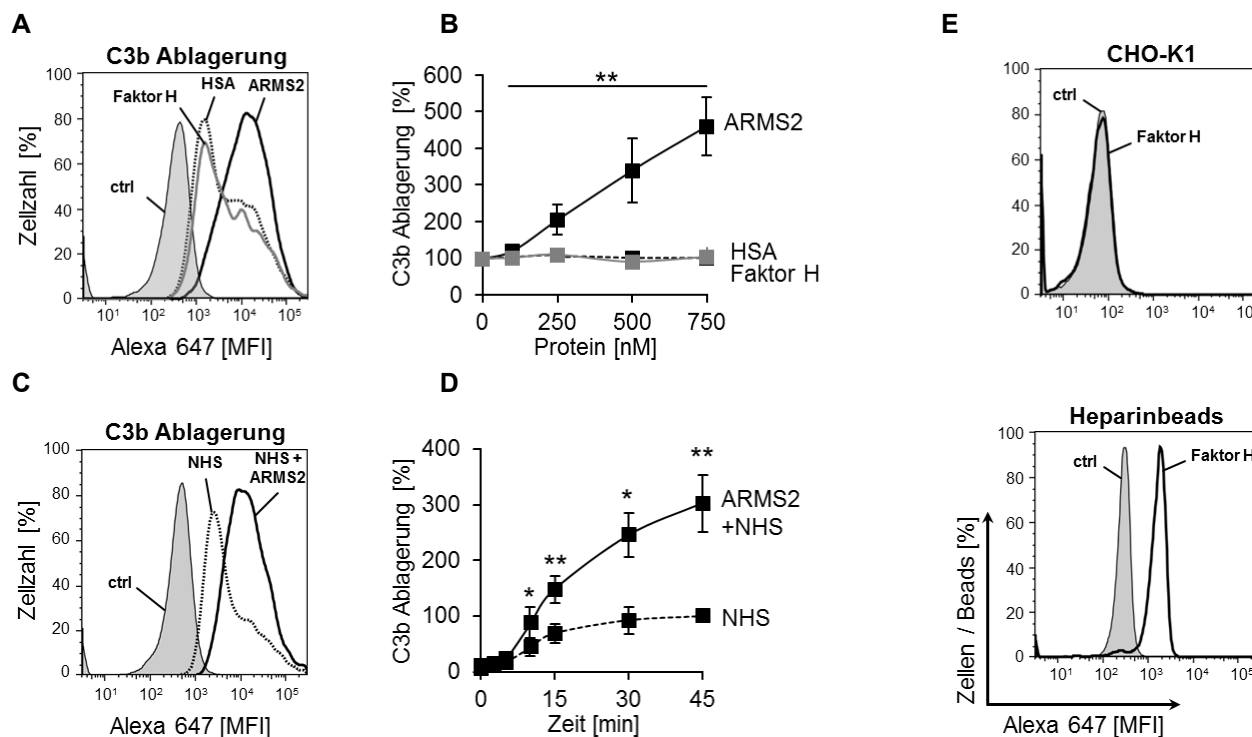 A
C3b Ablagerung
100
80
60
40
20
0
Zellzahl [%]
Faktor H
HSA
ARMS2
ctrl
10¹ 10² 10³ 10⁴ 10⁵
Alexa 647 [MFI]
B
600
500
400
300
200
100
0
C3b Ablagerung [%]
**
ARMS2
HSA
Faktor H
0 250 500 750
Protein [nM]
C
C3b Ablagerung
100
80
60
40
20
0
Zellzahl [%]
NHS
NHS +
ARMS2
ctrl
10¹ 10² 10³ 10⁴ 10⁵
Alexa 647 [MFI]
D
400
300
200
100
0
C3b Ablagerung [%]
* ** * **
ARMS2
+NHS
NHS
0 15 30 45
Zeit [min]
E
CHO-K1
100
80
60
40
20
0
ctrl
Faktor H
10¹ 10² 10³ 10⁴ 10⁵
Heparinbeads
100
80
60
40
20
0
Zellen / Beads [%]
ctrl
Faktor H
10¹ 10² 10³ 10⁴ 10⁵
Alexa 647 [MFI]